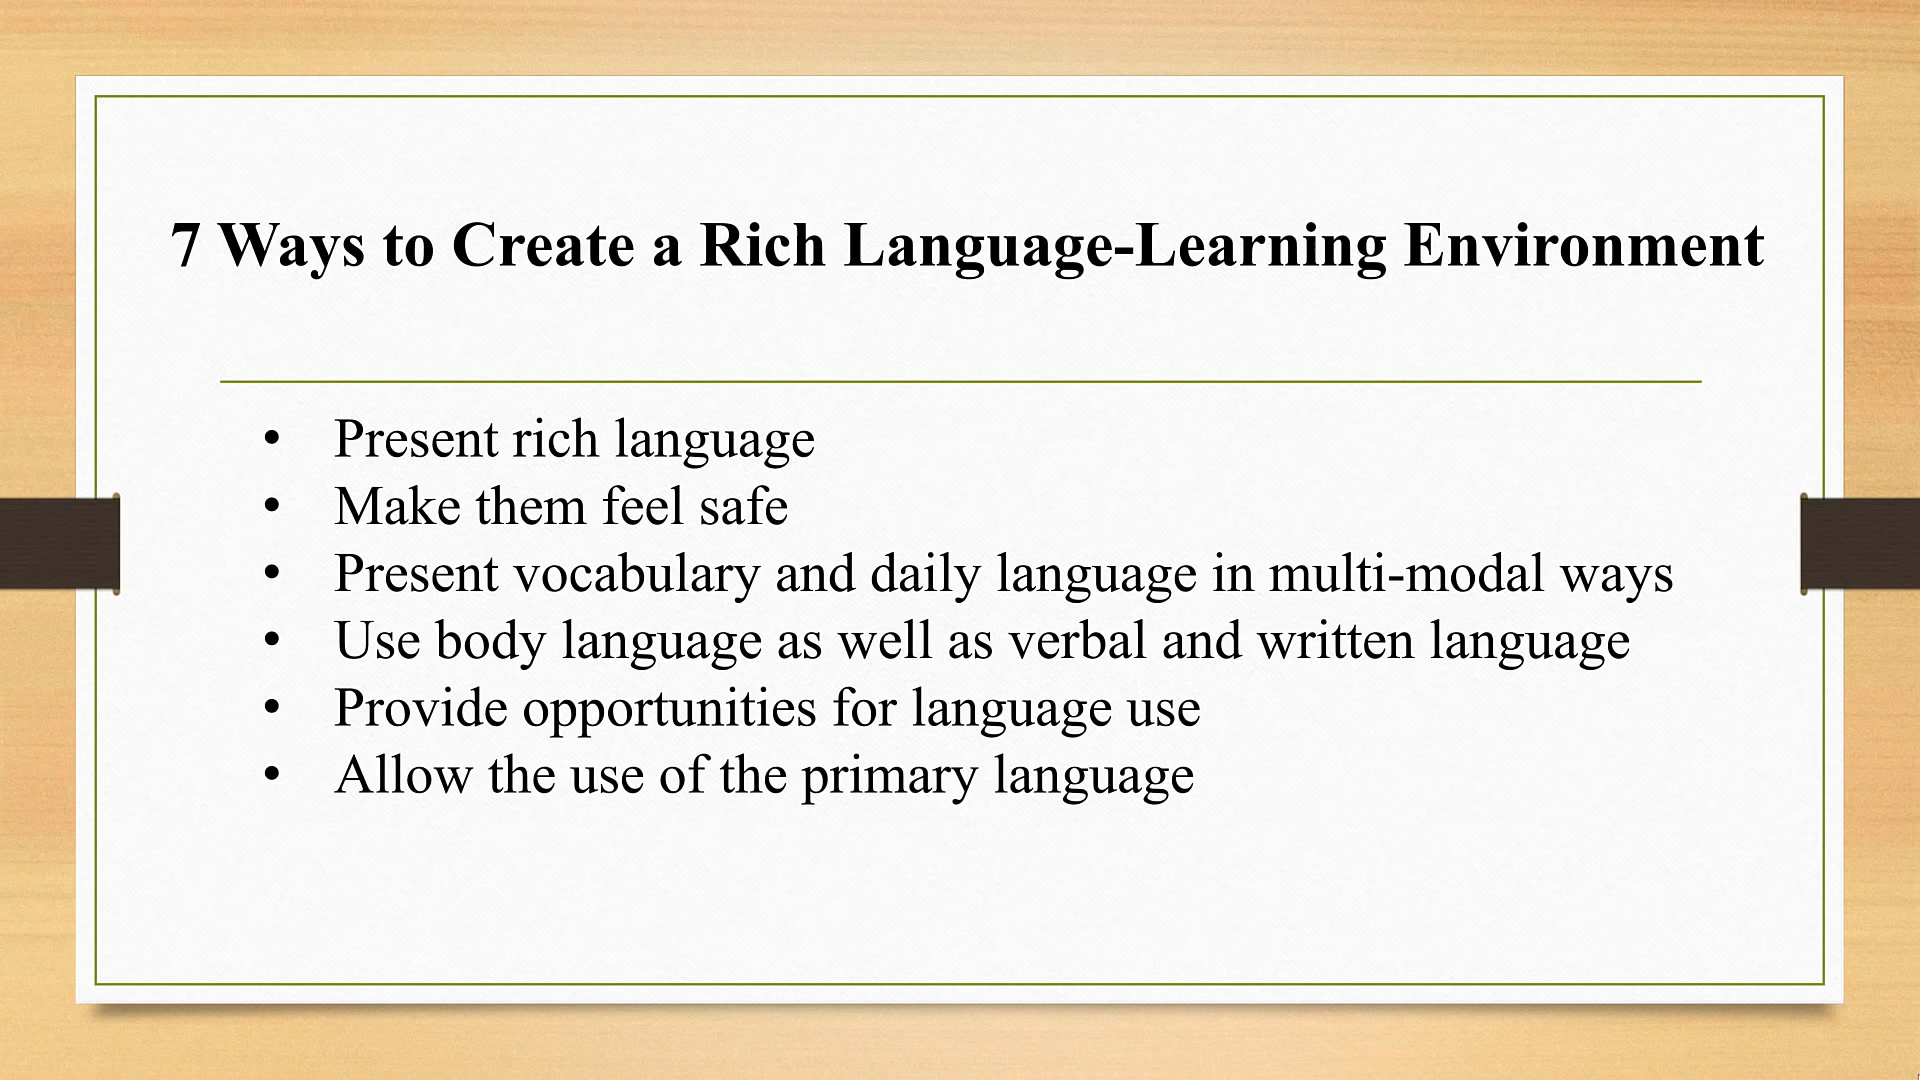 7 Ways to Create a Rich Language-Learning Environment
• Present rich language
• Make them feel safe
• Present vocabulary and daily language in multi-modal ways
• Use body language as well as verbal and written language
• Provide opportunities for language use
• Allow the use of the primary language